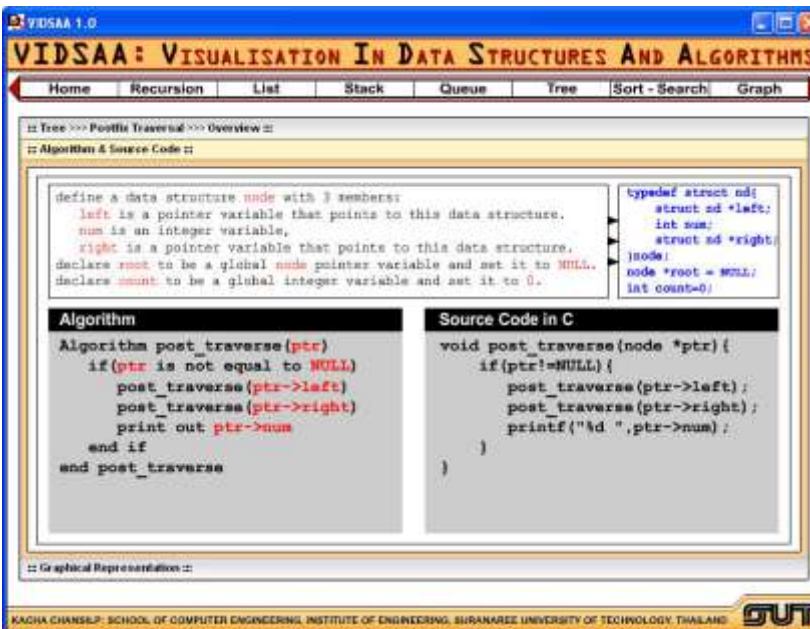 VIDSAA 1.0
VIDSAA: VISUALISATION IN DATA STRUCTURES AND ALGORITHMS
Home Recursion List Stack Queue Tree Sort - Search Graph
:: Tree >>> Postfix Traversal >>> Overview ::
:: Algorithm & Source Code ::
define a data structure node with 3 members:
left is a pointer variable that points to this data structure.
num is an integer variable,
right is a pointer variable that points to this data structure.
declare root to be a global node pointer variable and set it to NULL.
declare count to be a global integer variable and set it to 0.
typedef struct nd{
struct nd *left;
int num;
struct nd *right;
}node;
node *root = NULL;
int count=0;
Algorithm
Algorithm post_traverse(ptr)
if(ptr is not equal to NULL)
post_traverse(ptr->left)
post_traverse(ptr->right)
print out ptr->num
end if
end post_traverse
Source Code in C
void post_traverse(node *ptr){
if(ptr!=NULL){
post_traverse(ptr->left);
post_traverse(ptr->right);
printf("%d ",ptr->num);
}
}
:: Graphical Representation ::
KACHA CHANSILP: SCHOOL OF COMPUTER ENGINEERING, INSTITUTE OF ENGINEERING, SURANAREE UNIVERSITY OF TECHNOLOGY, THAILAND
SUT